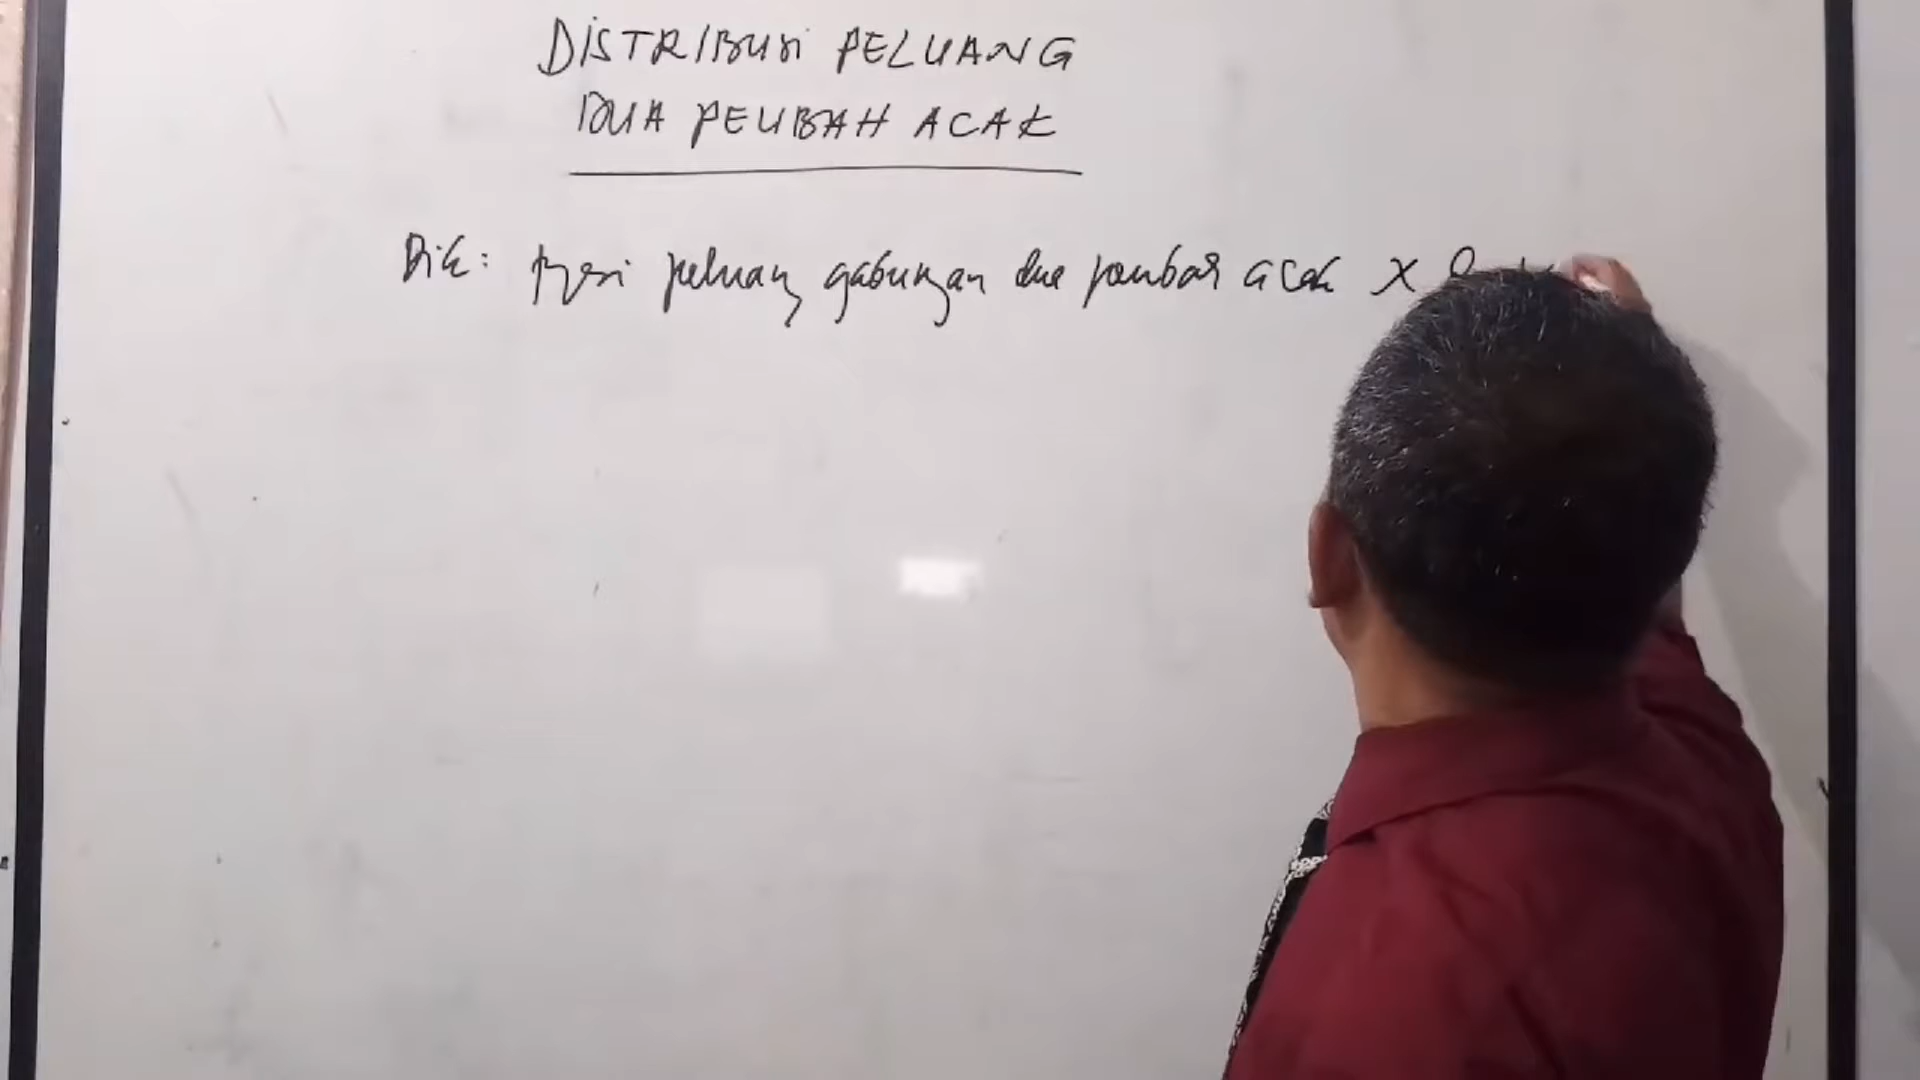 DISTRIBUSI PELUANG
DUA PEUBAH ACAK
Dik: fungsi peluang gabungan dua peubah acak X